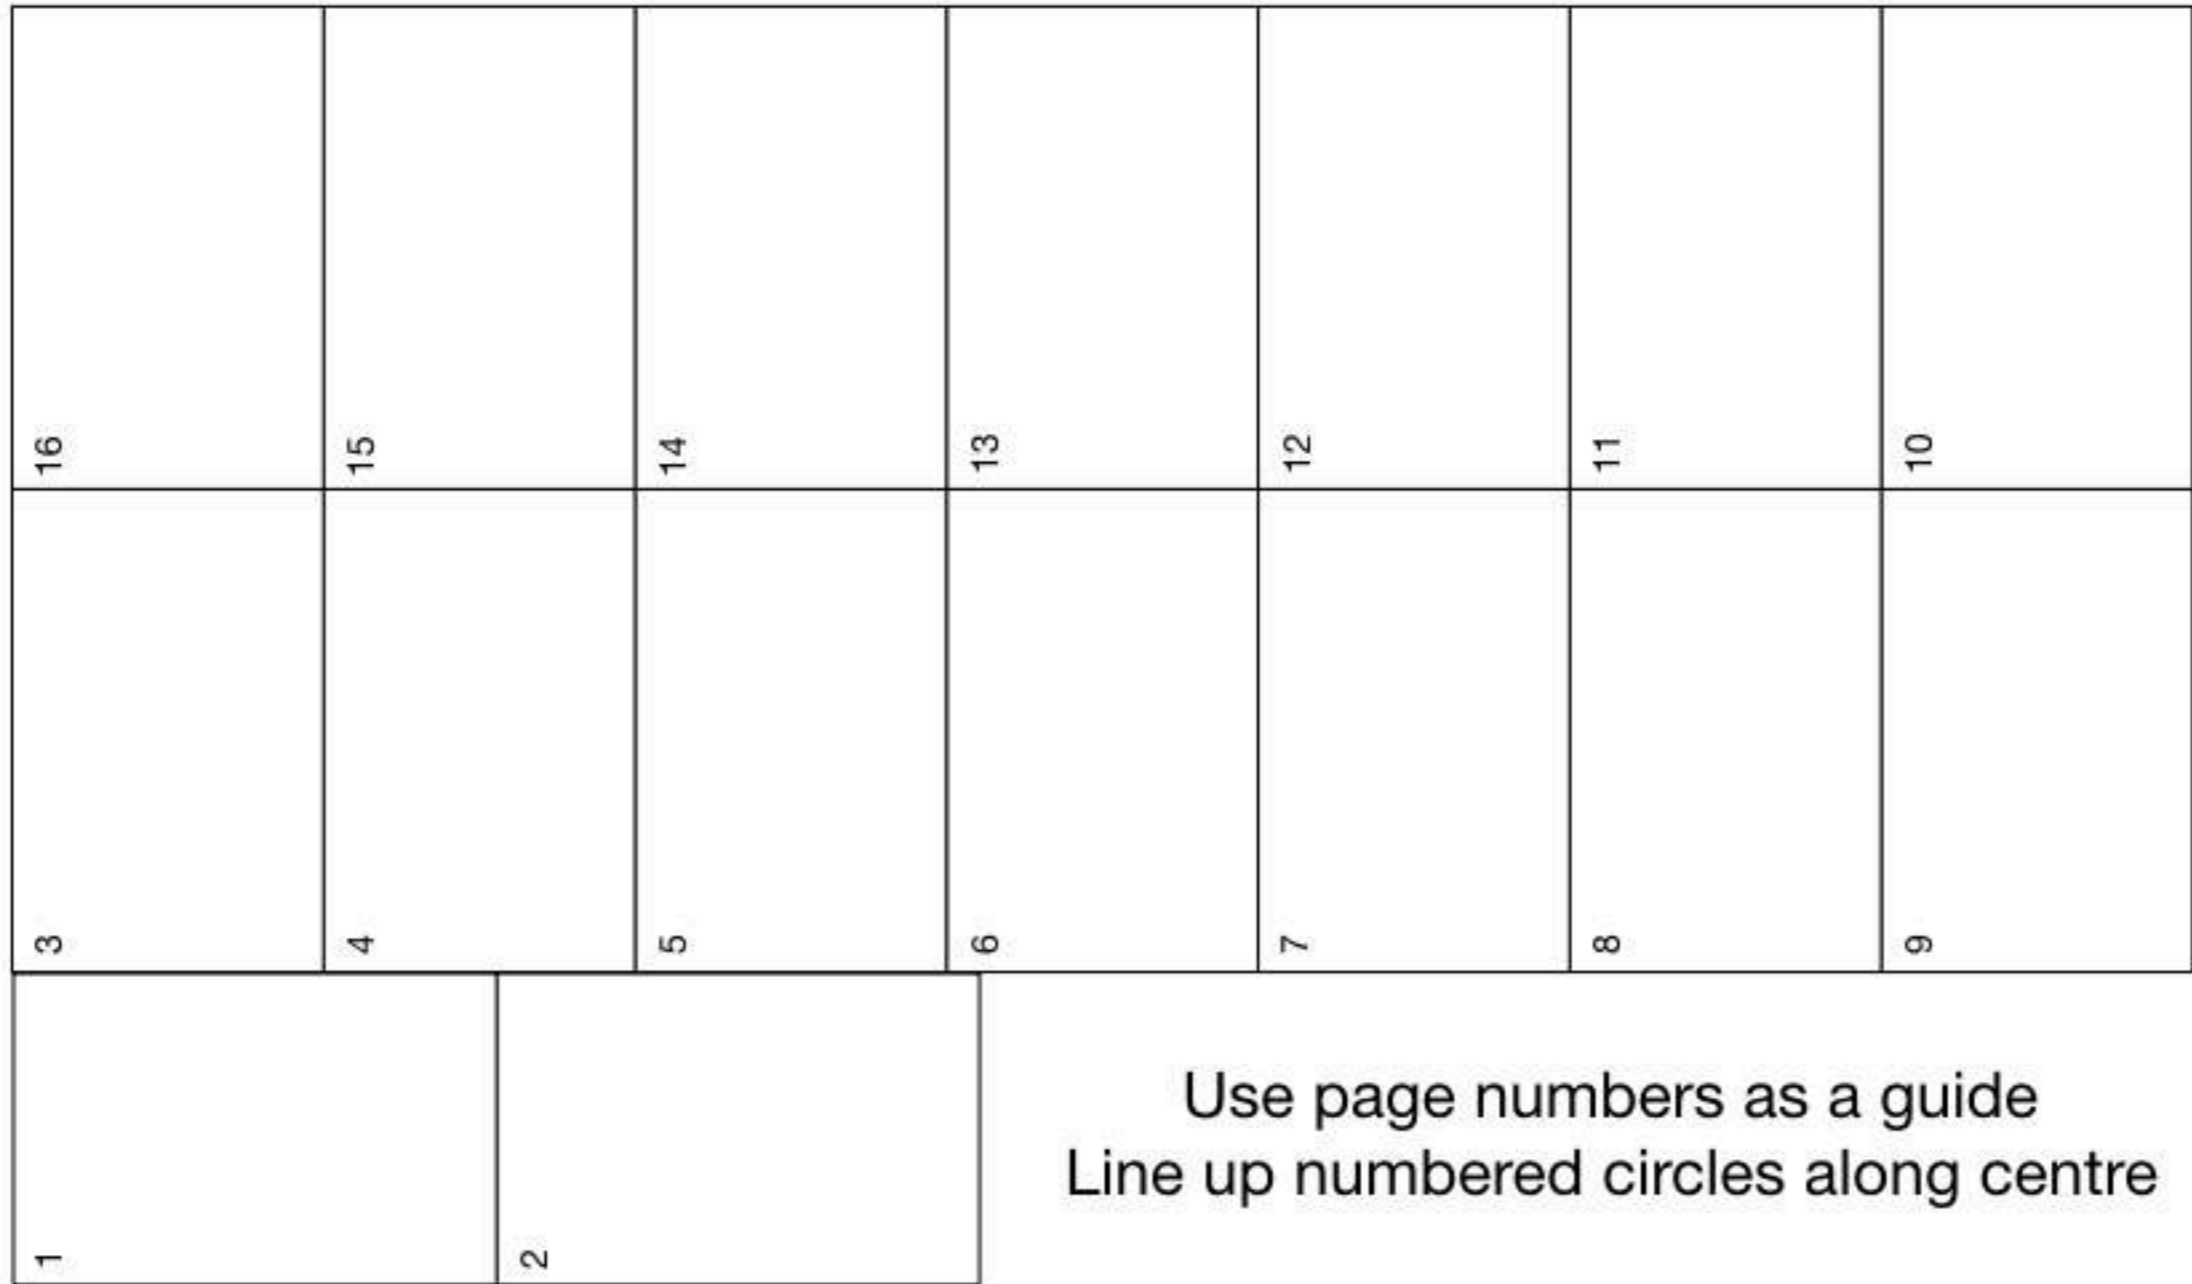 16 15 14 13 12 11 10
3 4 5 6 7 8 9
1 2
Use page numbers as a guide
Line up numbered circles along centre